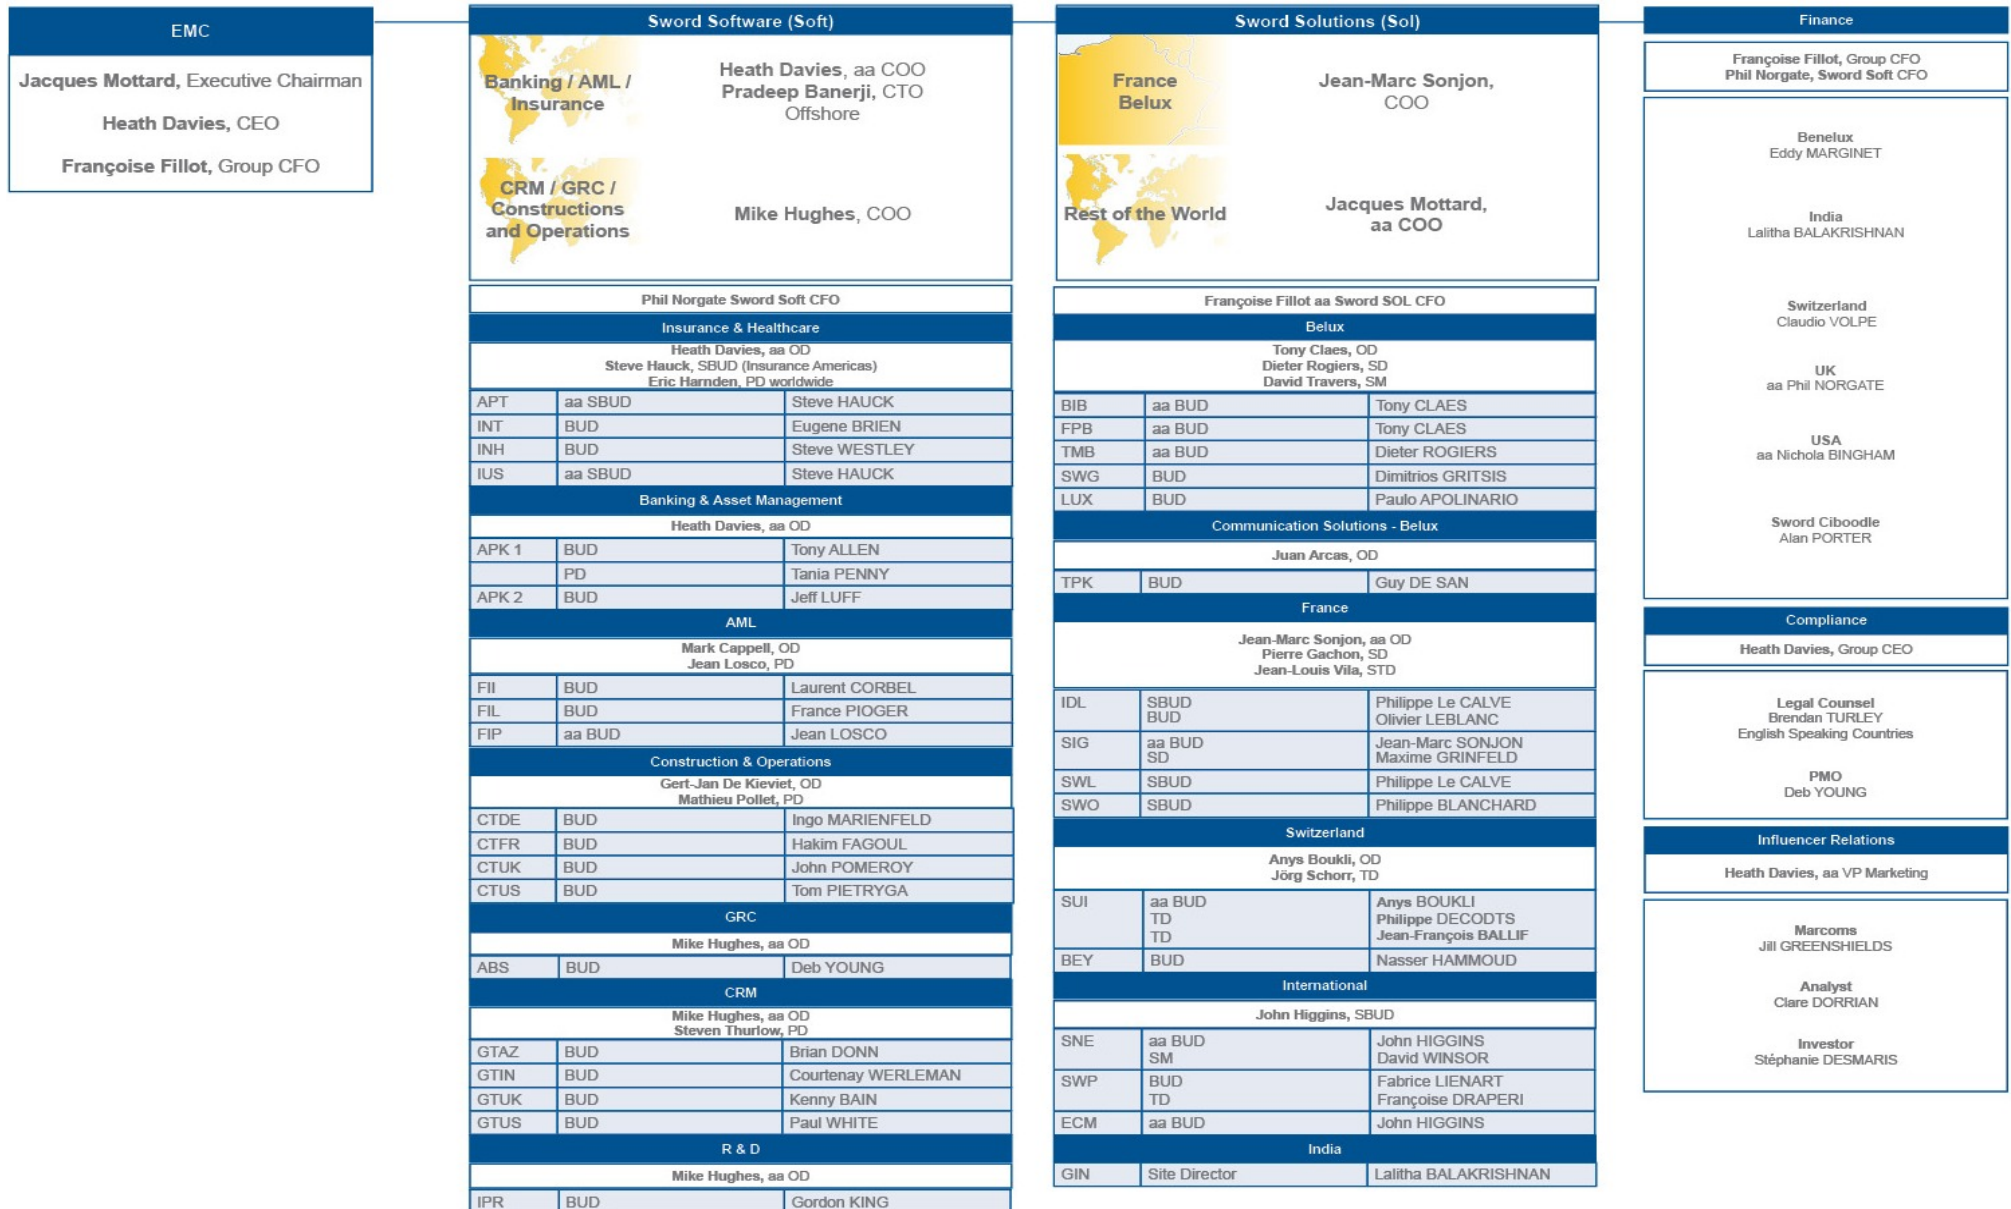 EMC
Jacques Mottard, Executive Chairman
Heath Davies, CEO
Françoise Fillot, Group CFO
Sword Software (Soft)
Banking / AML /
Insurance
Heath Davies, aa COO
Pradeep Banerji, CTO
Offshore
CRM / GRC /
Constructions
and Operations
Mike Hughes, COO
Phil Norgate Sword Soft CFO
Insurance & Healthcare
Heath Davies, aa OD
Steve Hauck, SBUD (Insurance Americas)
Eric Harnden, PD worldwide
APT aa SBUD Steve HAUCK
INT BUD Eugene BRIEN
INH BUD Steve WESTLEY
IUS aa SBUD Steve HAUCK
Banking & Asset Management
Heath Davies, aa OD
APK 1 BUD Tony ALLEN
PD Tania PENNY
APK 2 BUD Jeff LUFF
AML
Mark Cappell, OD
Jean Losco, PD
FII BUD Laurent CORBEL
FIL BUD France PIOGER
FIP aa BUD Jean LOSCO
Construction & Operations
Gert-Jan De Kieviet, OD
Mathieu Pollet, PD
CTDE BUD Ingo MARIENFELD
CTFR BUD Hakim FAGOUL
CTUK BUD John POMEROY
CTUS BUD Tom PIETRYGA
GRC
Mike Hughes, aa OD
ABS BUD Deb YOUNG
CRM
Mike Hughes, aa OD
Steven Thurlow, PD
GTAZ BUD Brian DONN
GTIN BUD Courtenay WERLEMAN
GTUK BUD Kenny BAIN
GTUS BUD Paul WHITE
R & D
Mike Hughes, aa OD
IPR BUD Gordon KING
Sword Solutions (Sol)
France
Belux
Jean-Marc Sonjon,
COO
Rest of the World
Jacques Mottard,
aa COO
Françoise Fillot aa Sword SOL CFO
Belux
Tony Claes, OD
Dieter Rogiers, SD
David Travers, SM
BIB aa BUD Tony CLAES
FPB aa BUD Tony CLAES
TMB aa BUD Dieter ROGIERS
SWG BUD Dimitrios GRITSIS
LUX BUD Paulo APOLINARIO
Communication Solutions - Belux
Juan Arcas, OD
TPK BUD Guy DE SAN
France
Jean-Marc Sonjon, aa OD
Pierre Gachon, SD
Jean-Louis Vila, STD
IDL SBUD Philippe Le CALVE
BUD Olivier LEBLANC
SIG aa BUD Jean-Marc SONJON
SD Maxime GRINFELD
SWL SBUD Philippe Le CALVE
SWO SBUD Philippe BLANCHARD
Switzerland
Anys Boukli, OD
Jörg Schorr, TD
SUI aa BUD Anys BOUKLI
TD Philippe DECODTS
TD Jean-François BALLIF
BEY BUD Nasser HAMMOUD
International
John Higgins, SBUD
SNE aa BUD John HIGGINS
SM David WINSOR
SWP BUD Fabrice LIENART
TD Françoise DRAPERI
ECM aa BUD John HIGGINS
India
GIN Site Director Lalitha BALAKRISHNAN
Finance
Françoise Fillot, Group CFO
Phil Norgate, Sword Soft CFO
Benelux
Eddy MARGINET
India
Lalitha BALAKRISHNAN
Switzerland
Claudio VOLPE
UK
aa Phil NORGATE
USA
aa Nichola BINGHAM
Sword Ciboodle
Alan PORTER
Compliance
Heath Davies, Group CEO
Legal Counsel
Brendan TURLEY
English Speaking Countries
PMO
Deb YOUNG
Influencer Relations
Heath Davies, aa VP Marketing
Marcoms
Jill GREENSHIELDS
Analyst
Clare DORRIAN
Investor
Stéphanie DESMARIS